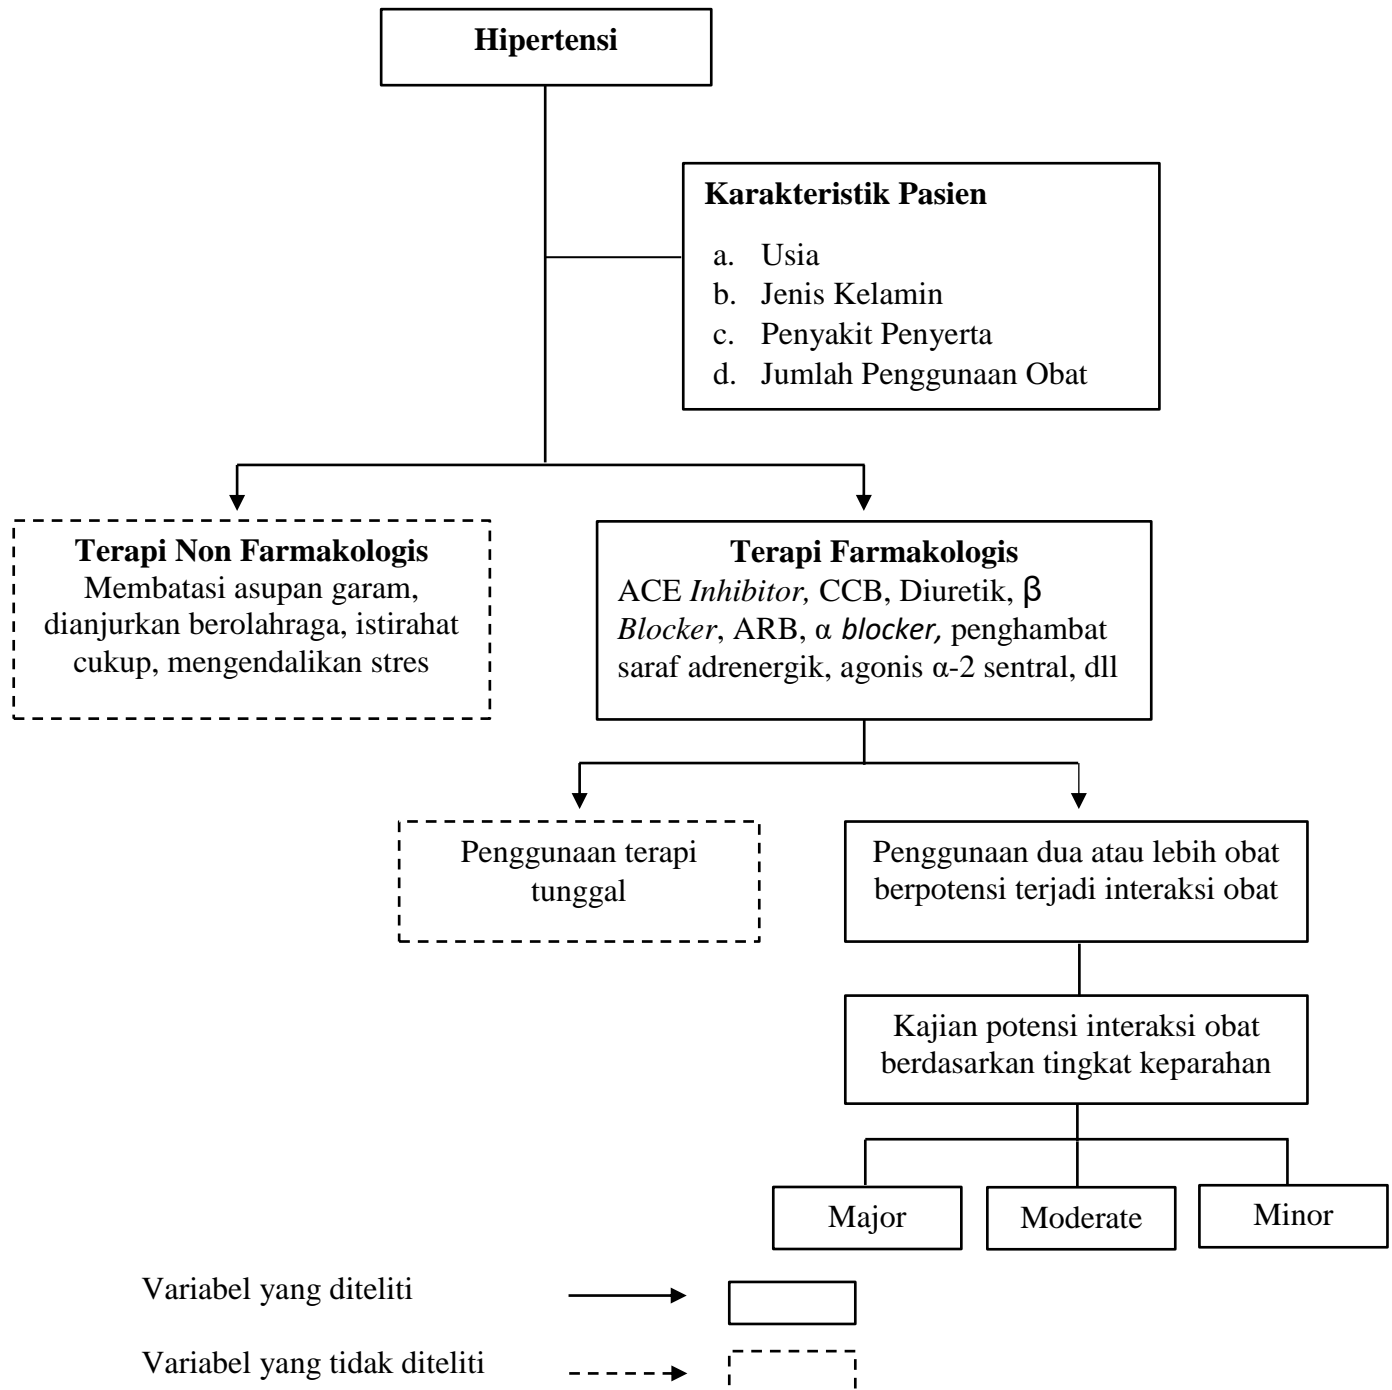 Hipertensi
Karakteristik Pasien
a. Usia
b. Jenis Kelamin
c. Penyakit Penyerta
d. Jumlah Penggunaan Obat
Terapi Non Farmakologis
Membatasi asupan garam,
dianjurkan berolahraga, istirahat
cukup, mengendalikan stres
Terapi Farmakologis
ACE Inhibitor, CCB, Diuretik, β
Blocker, ARB, α blocker, penghambat
saraf adrenergik, agonis α-2 sentral, dll
Penggunaan terapi
tunggal
Penggunaan dua atau lebih obat
berpotensi terjadi interaksi obat
Kajian potensi interaksi obat
berdasarkan tingkat keparahan
Major
Moderate
Minor
Variabel yang diteliti
Variabel yang tidak diteliti